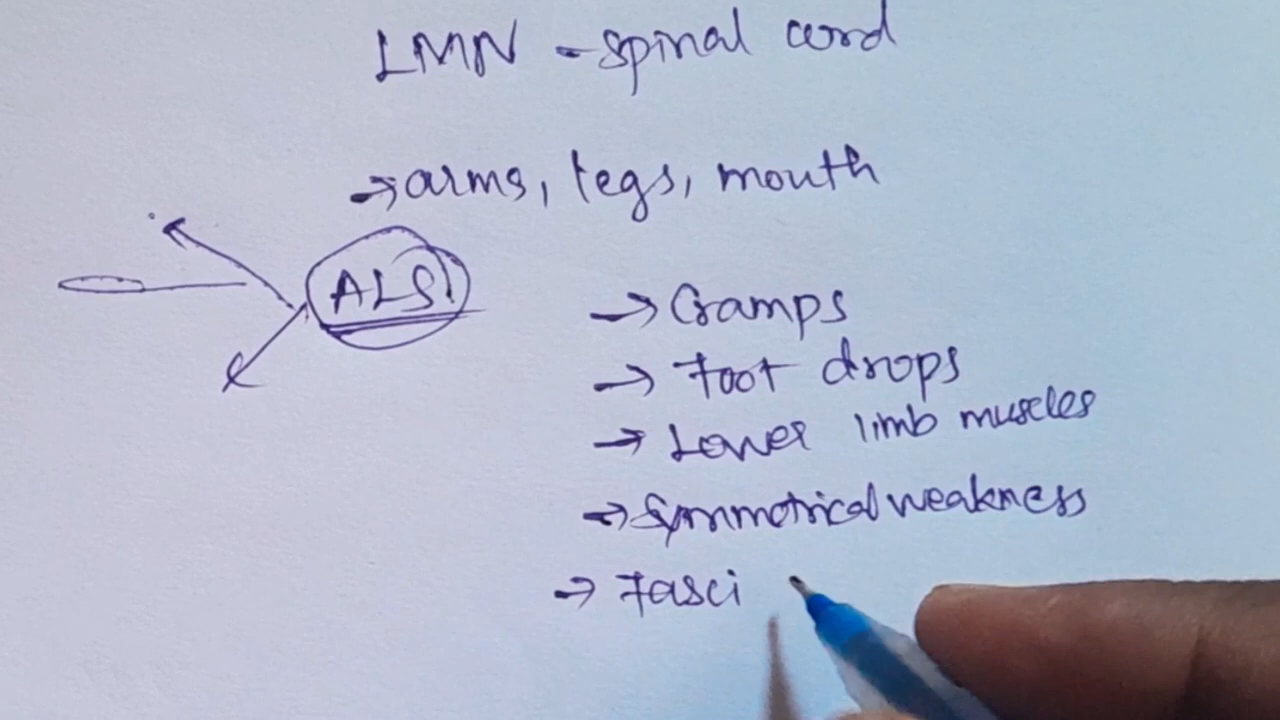 LMN - spinal cord
→ arms, legs, mouth
ALS
→ Cramps
→ Foot drops
→ Lower limb muscles
→ Symmetrical weakness
→ Fasci